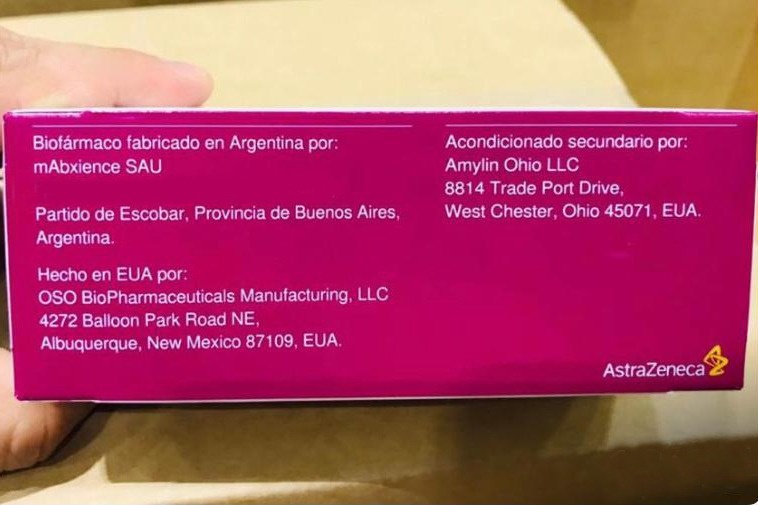 Biofármaco fabricado en Argentina por:
mAbxience SAU
Partido de Escobar, Provincia de Buenos Aires,
Argentina.
Hecho en EUA por:
OSO BioPharmaceuticals Manufacturing, LLC
4272 Balloon Park Road NE,
Albuquerque, New Mexico 87109, EUA.
Acondicionado secundario por:
Amylin Ohio LLC
8814 Trade Port Drive,
West Chester, Ohio 45071, EUA.
AstraZeneca